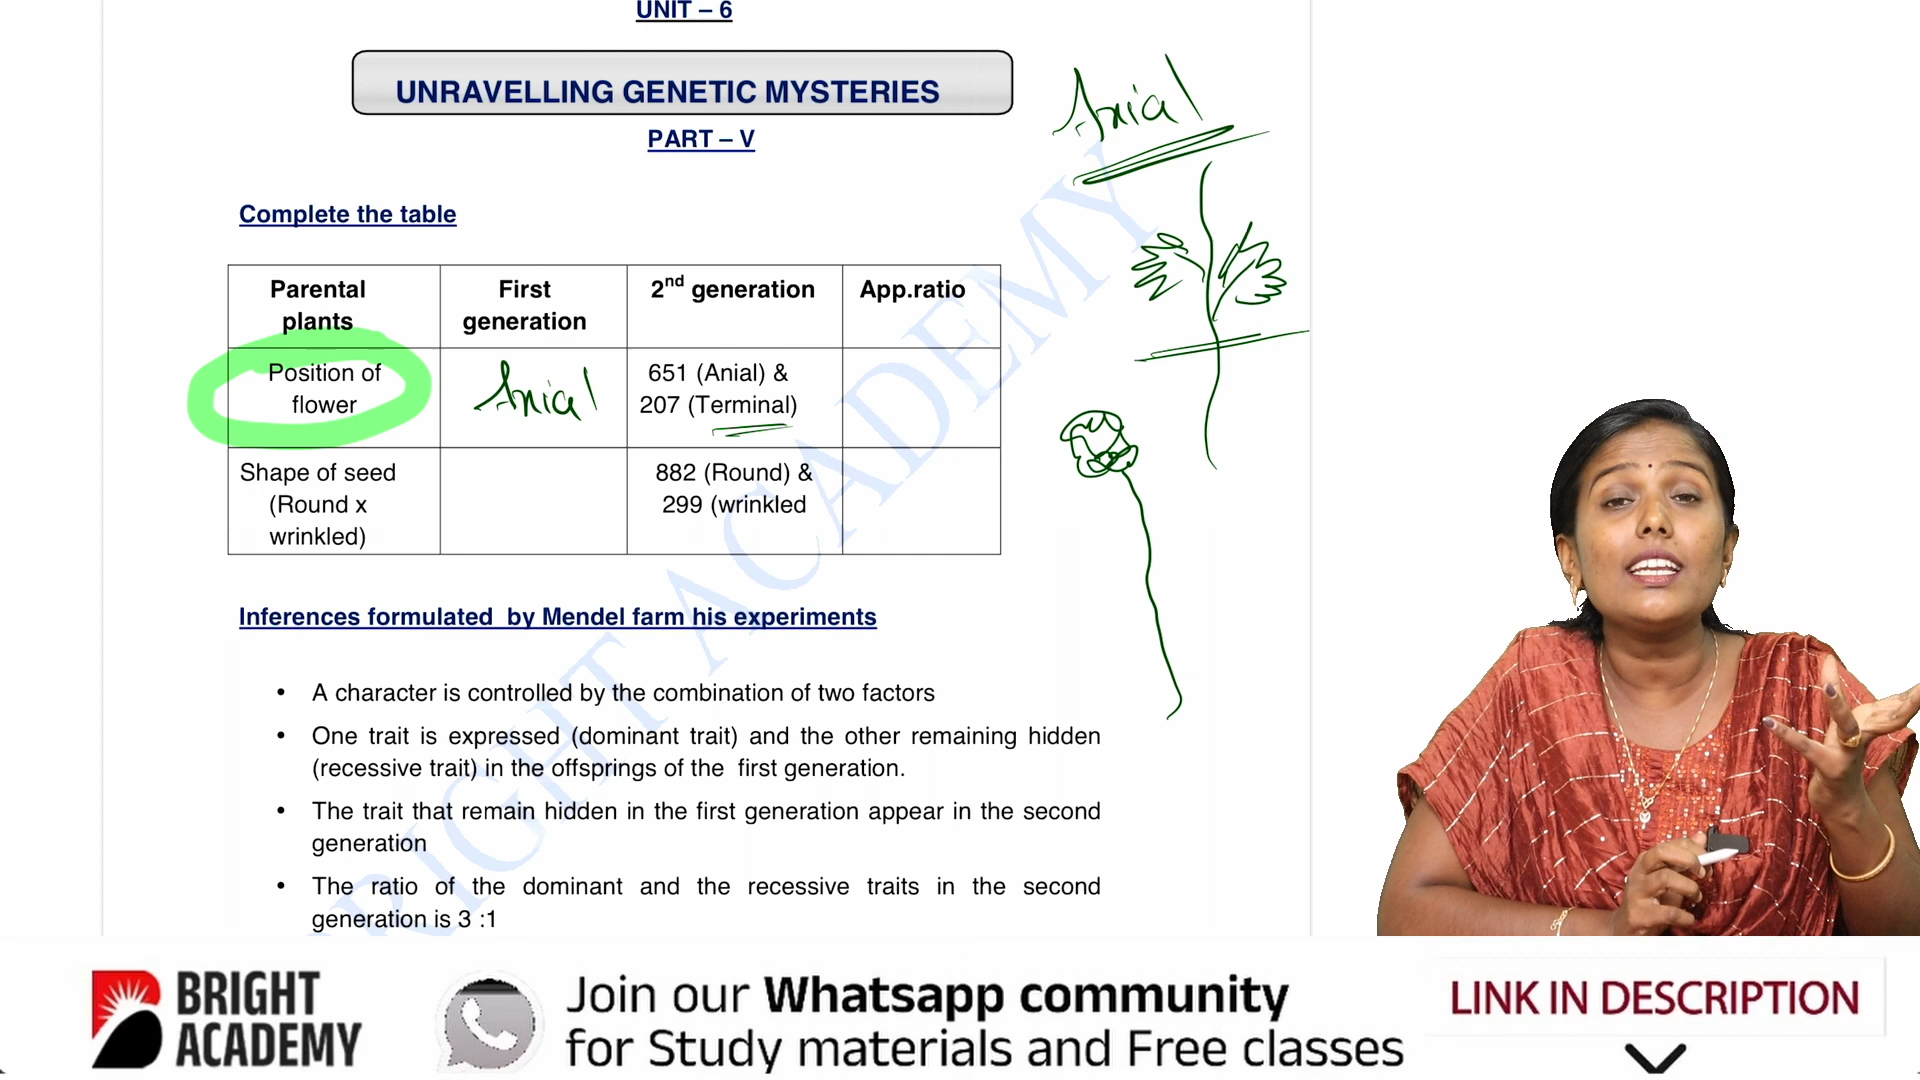 UNIT – 6
UNRAVELLING GENETIC MYSTERIES
PART – V
Anial
Complete the table
Parental plants
First generation
2nd generation
App.ratio
Position of flower
Anial
651 (Anial) &
207 (Terminal)
Shape of seed
(Round x
wrinkled)
882 (Round) &
299 (wrinkled
Inferences formulated by Mendel farm his experiments
• A character is controlled by the combination of two factors
• One trait is expressed (dominant trait) and the other remaining hidden
(recessive trait) in the offsprings of the first generation.
• The trait that remain hidden in the first generation appear in the second
generation
• The ratio of the dominant and the recessive traits in the second
generation is 3 :1
BRIGHT ACADEMY
BRIGHT
ACADEMY
Join our Whatsapp community
for Study materials and Free classes
LINK IN DESCRIPTION